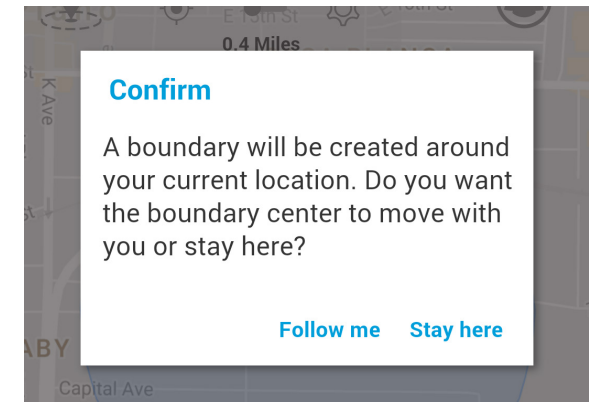 E 15th St
0.4 Miles
K Ave
Confirm
A boundary will be created around
your current location. Do you want
the boundary center to move with
you or stay here?
Follow me
Stay here
ABY
Capital Ave